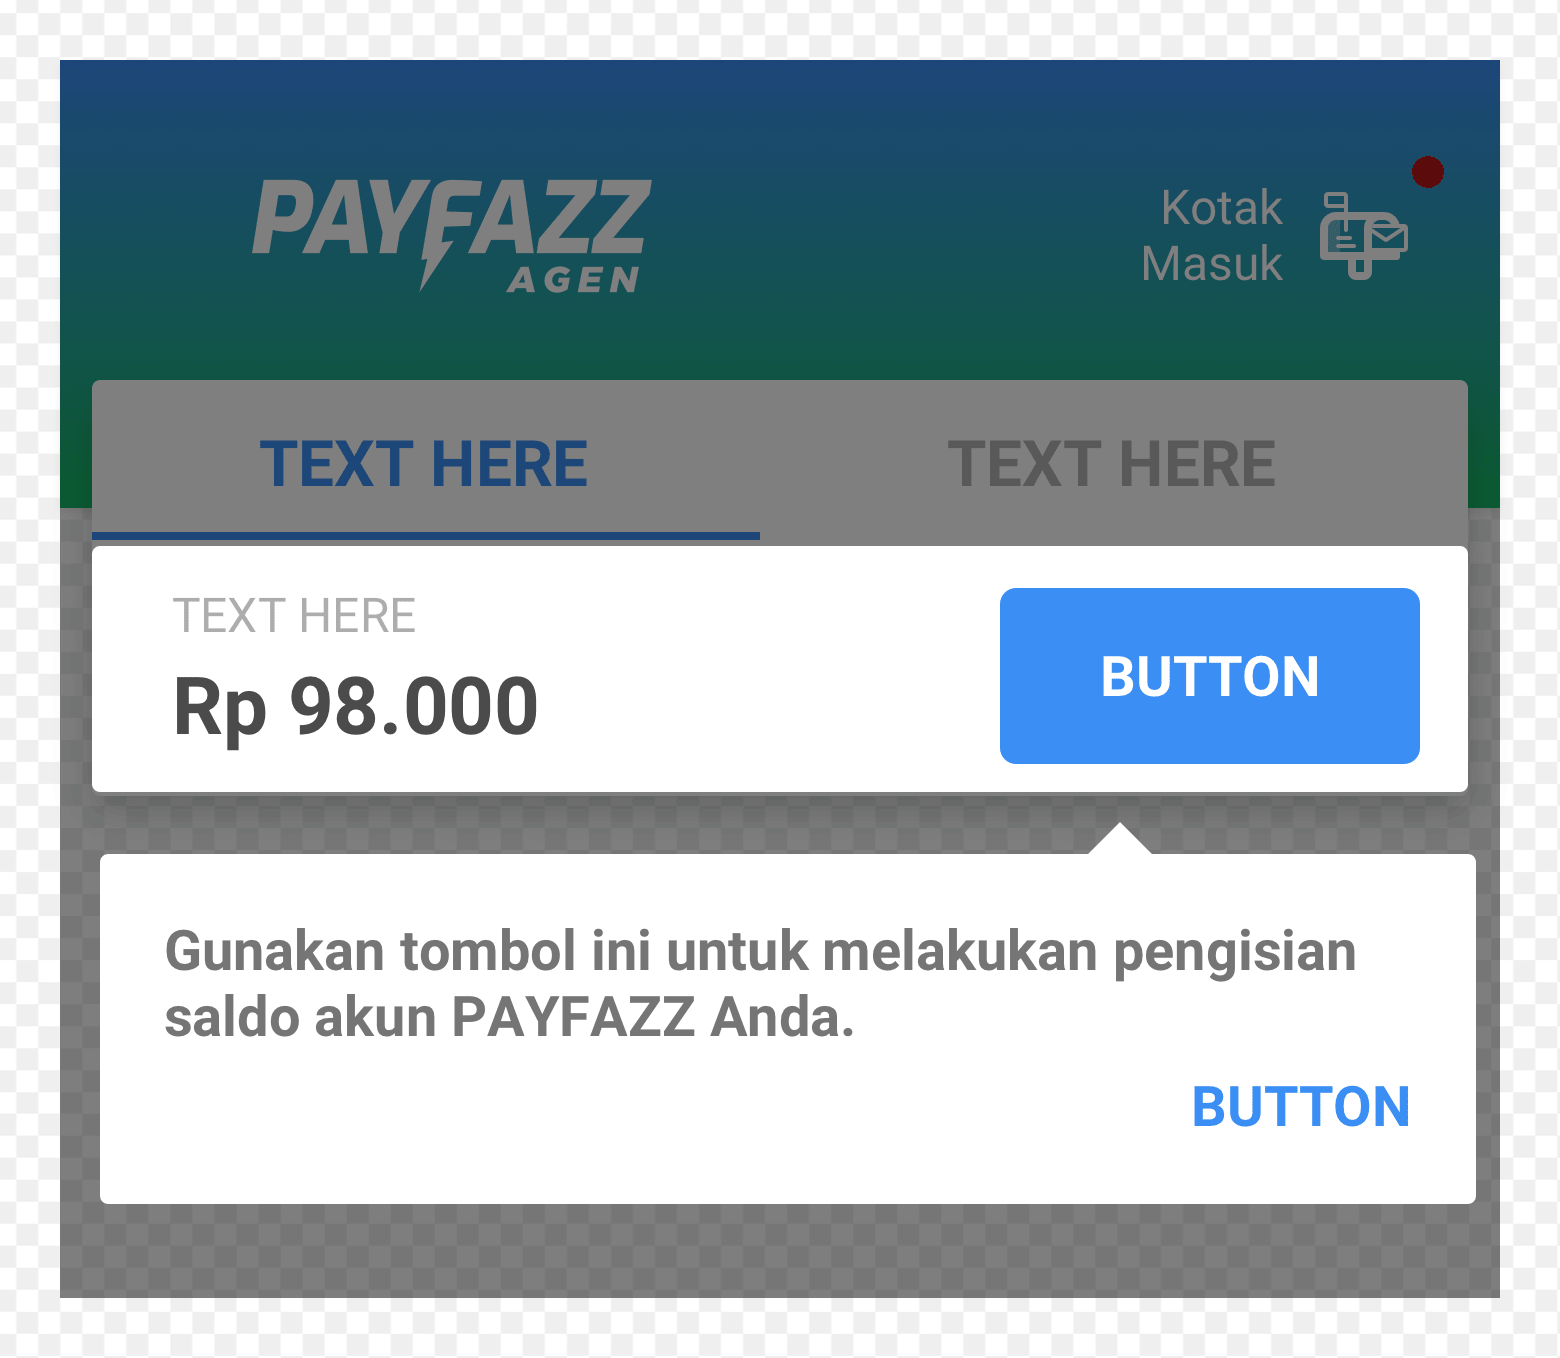 PAYFAZZ
AGEN
Kotak
Masuk
TEXT HERE
TEXT HERE
TEXT HERE
Rp 98.000
BUTTON
Gunakan tombol ini untuk melakukan pengisian
saldo akun PAYFAZZ Anda.
BUTTON